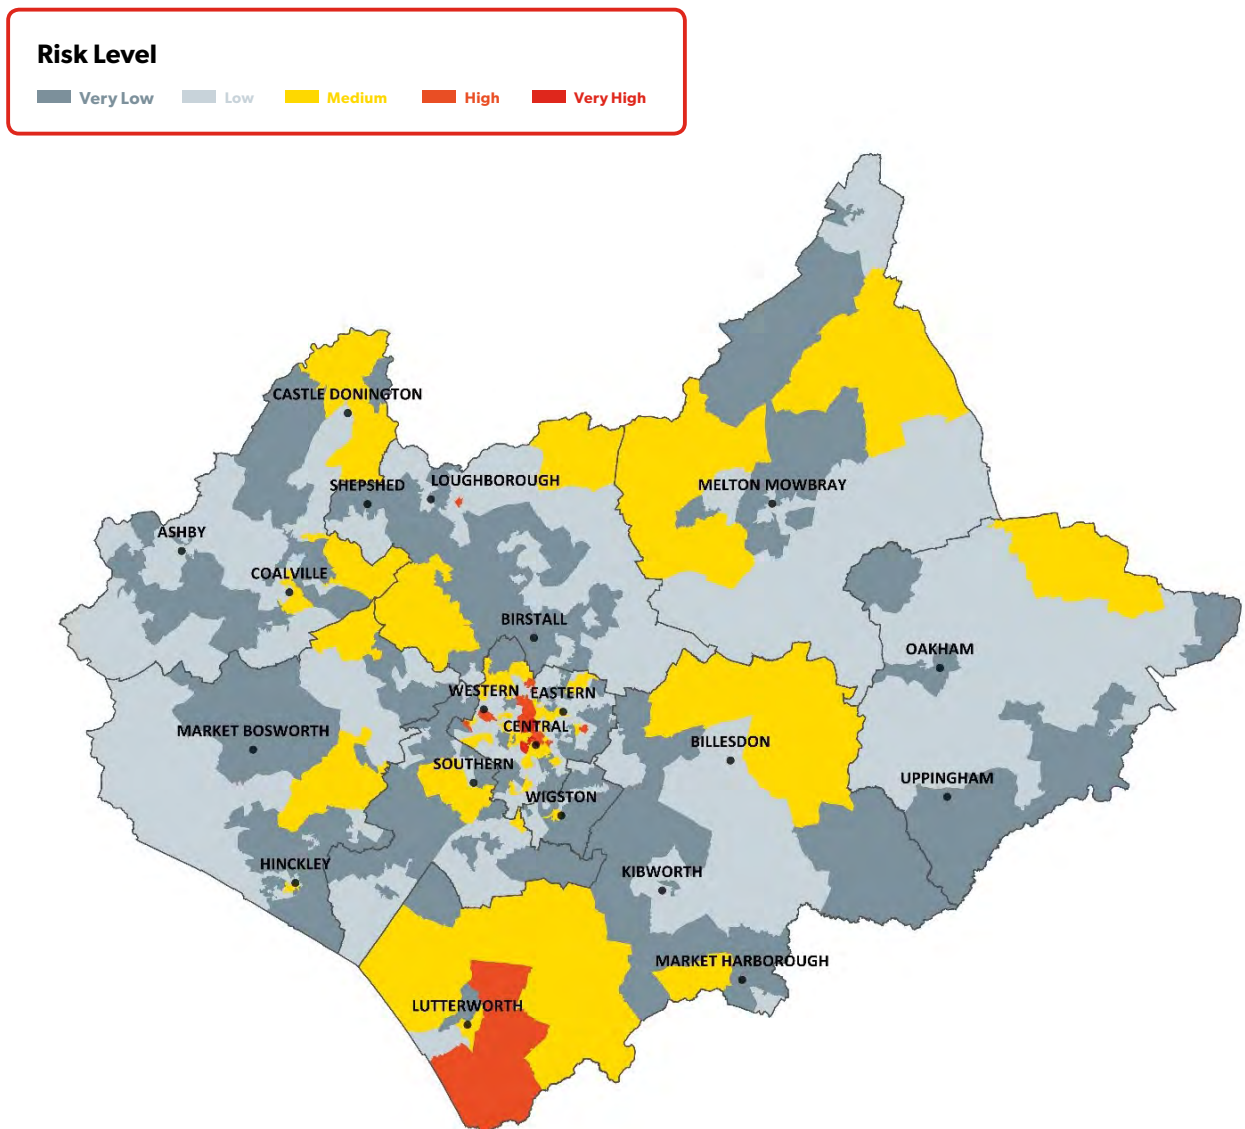 Risk Level
Very Low Low Medium High Very High
CASTLE DONINGTON
SHEPSHED
LOUGHBOROUGH
MELTON MOWBRAY
ASHBY
COALVILLE
BIRSTALL
OAKHAM
WESTERN
EASTERN
CENTRAL
MARKET BOSWORTH
BILLESDON
SOUTHERN
UPPINGHAM
WIGSTON
HINCKLEY
KIBWORTH
MARKET HARBOROUGH
LUTTERWORTH